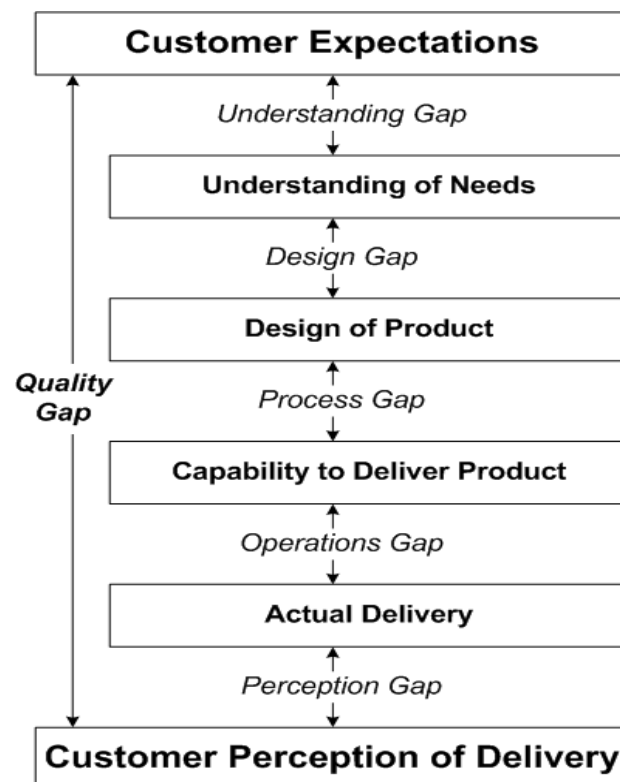 Customer Expectations
Understanding Gap
Understanding of Needs
Design Gap
Design of Product
Quality
Gap
Process Gap
Capability to Deliver Product
Operations Gap
Actual Delivery
Perception Gap
Customer Perception of Delivery